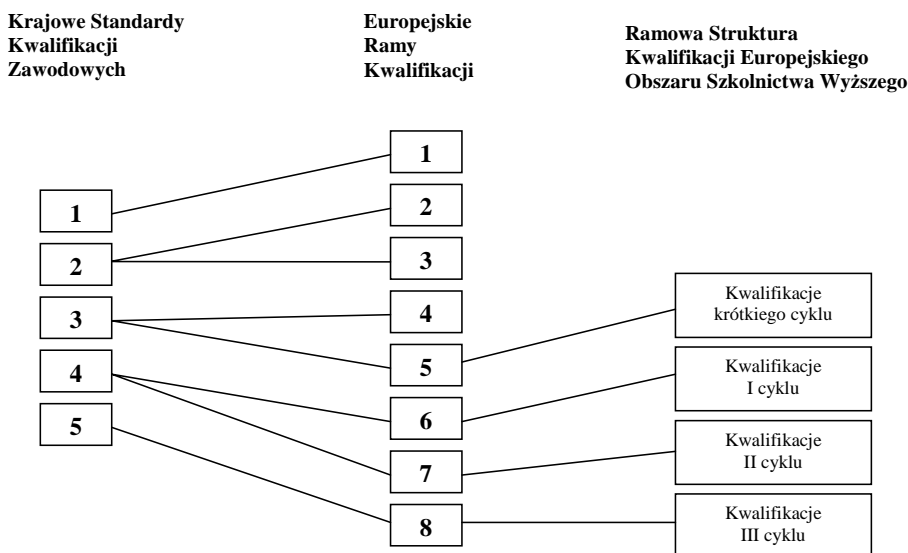 Krajowe Standardy
Kwalifikacji
Zawodowych
Europejskie
Ramy
Kwalifikacji
Ramowa Struktura
Kwalifikacji Europejskiego
Obszaru Szkolnictwa Wyższego
1
2
3
4
5
1
2
3
4
5
6
7
8
Kwalifikacje
krótkiego cyklu
Kwalifikacje
I cyklu
Kwalifikacje
II cyklu
Kwalifikacje
III cyklu